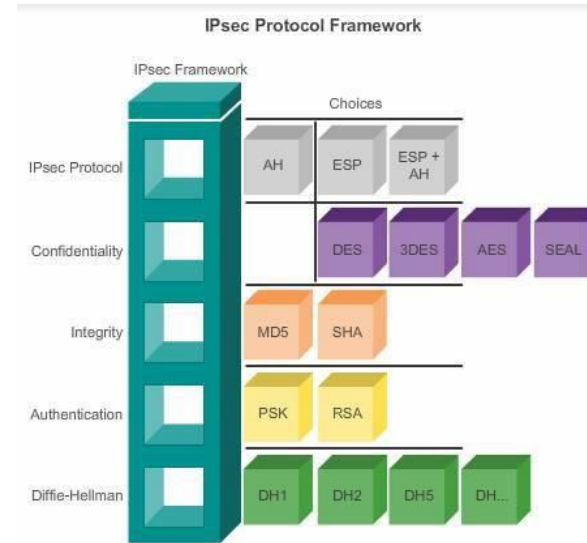 IPsec Protocol Framework
IPsec Framework
Choices
IPsec Protocol
AH
ESP
ESP +
AH
Confidentiality
DES
3DES
AES
SEAL
Integrity
MD5
SHA
Authentication
PSK
RSA
Diffie-Hellman
DH1
DH2
DH5
DH...